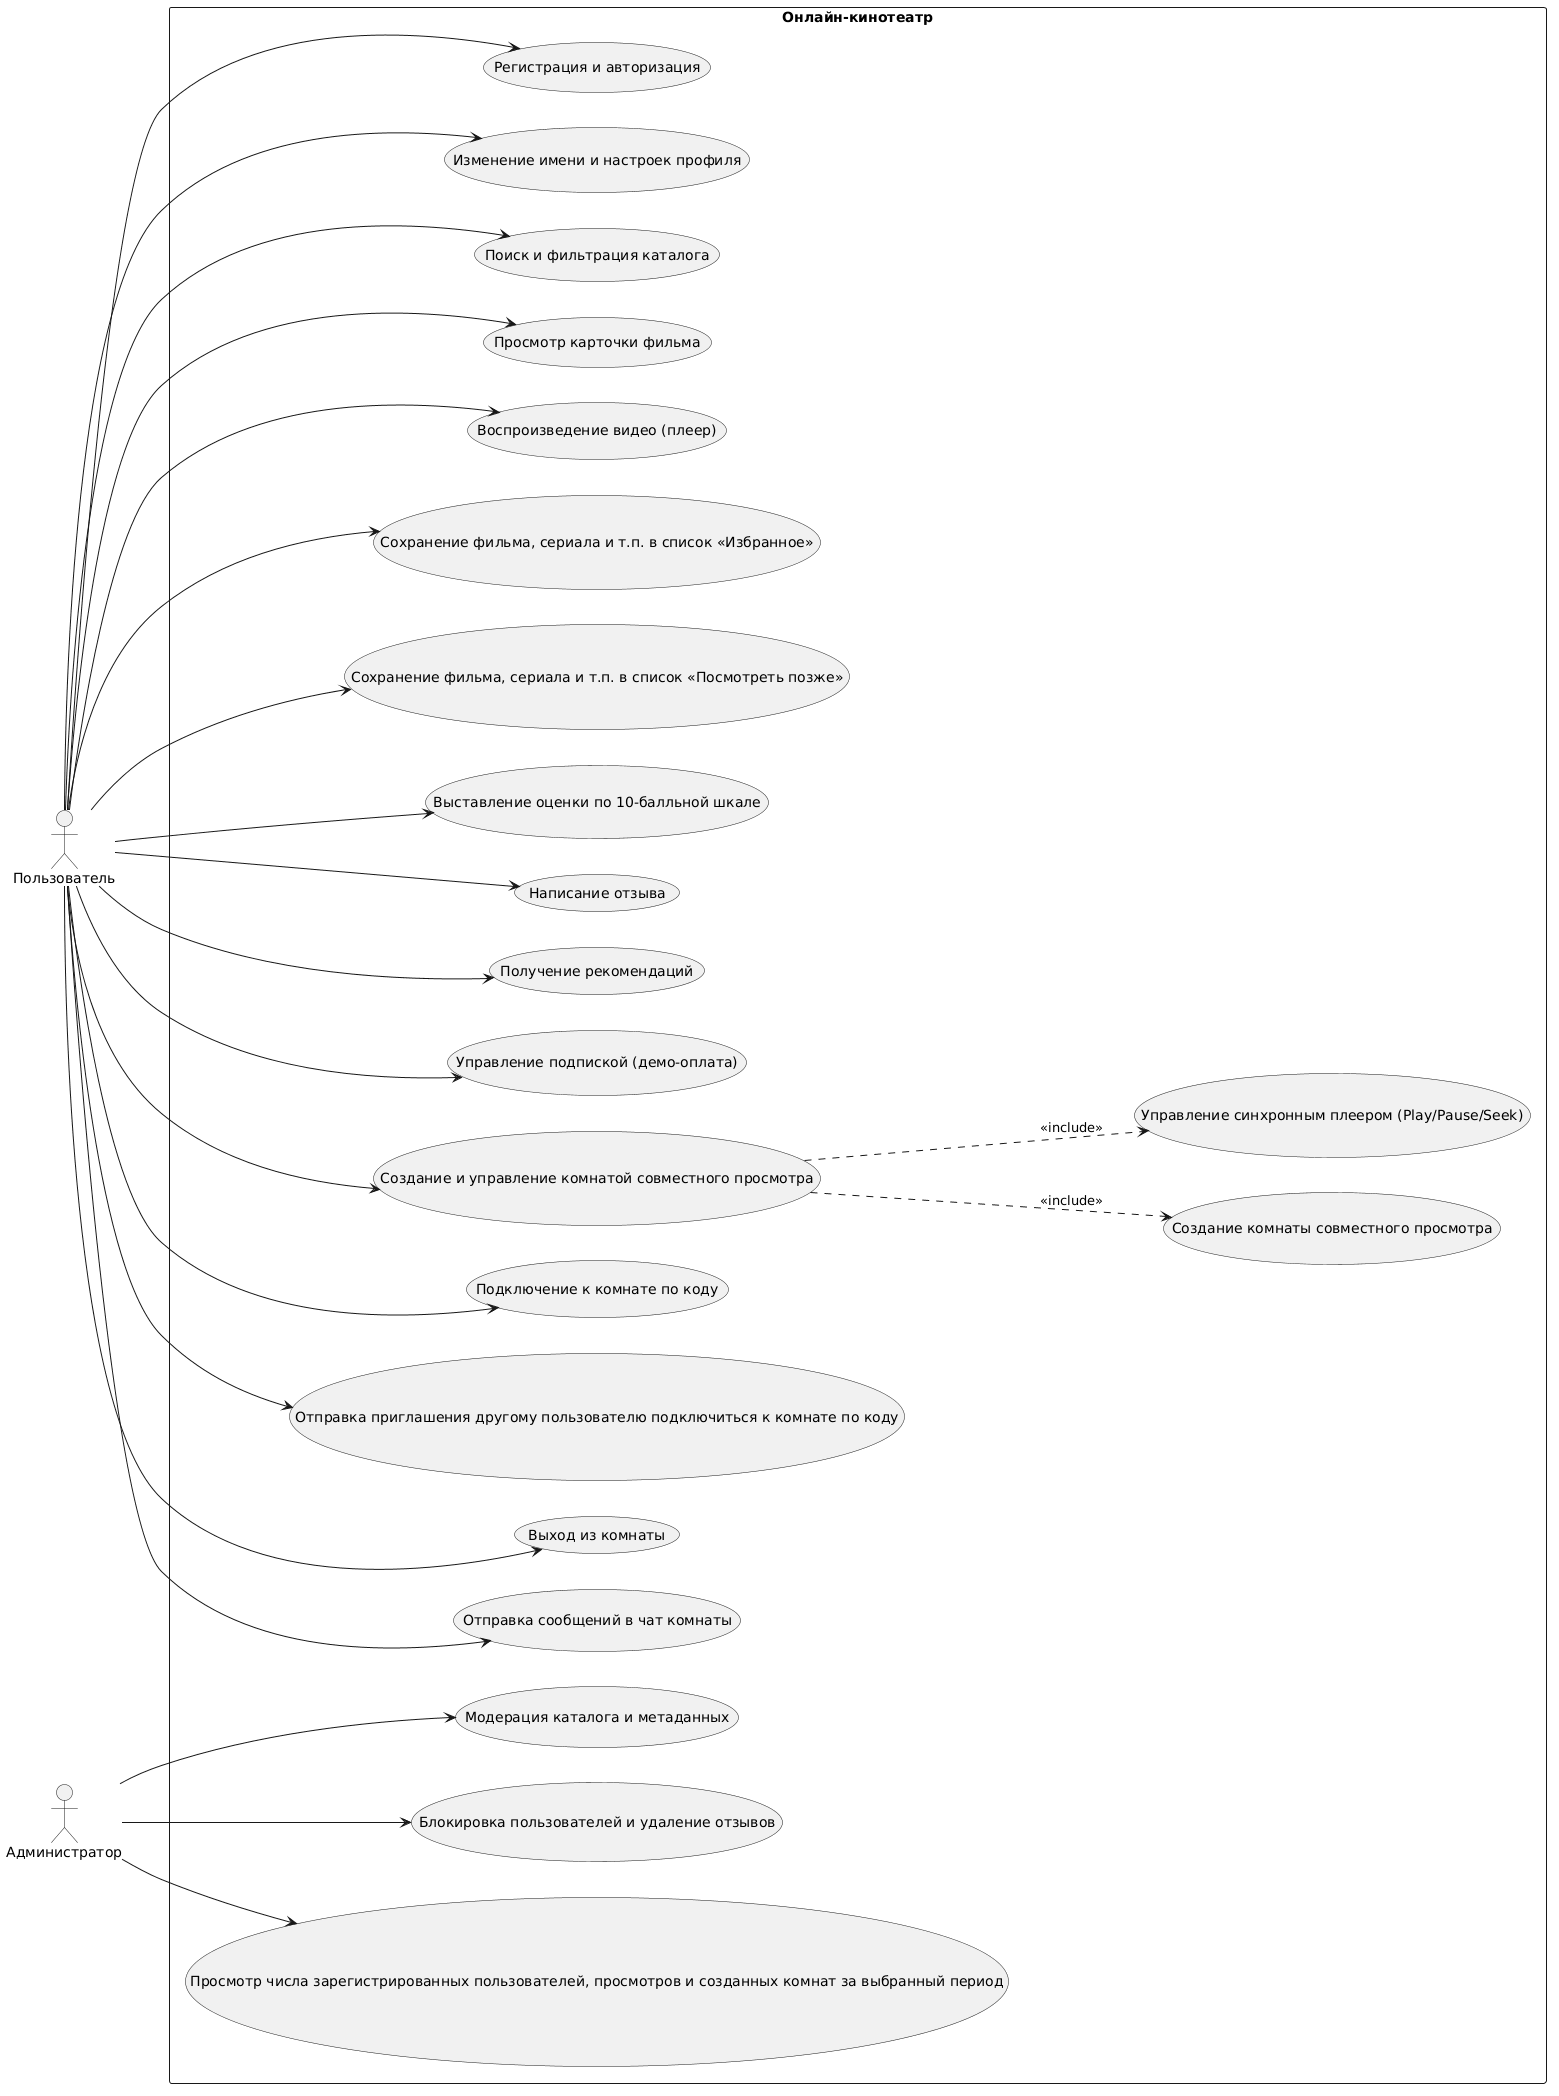 Онлайн-кинотеатр
Регистрация и авторизация
Изменение имени и настроек профиля
Поиск и фильтрация каталога
Просмотр карточки фильма
Воспроизведение видео (плеер)
Сохранение фильма, сериала и т.п. в список «Избранное»
Сохранение фильма, сериала и т.п. в список «Посмотреть позже»
Выставление оценки по 10-балльной шкале
Пользователь
Написание отзыва
Получение рекомендаций
Управление подпиской (демо-оплата)
Создание и управление комнатой совместного просмотра
«include»
Управление синхронным плеером (Play/Pause/Seek)
«include»
Создание комнаты совместного просмотра
Подключение к комнате по коду
Отправка приглашения другому пользователю подключиться к комнате по коду
Выход из комнаты
Отправка сообщений в чат комнаты
Модерация каталога и метаданных
Блокировка пользователей и удаление отзывов
Администратор
Просмотр числа зарегистрированных пользователей, просмотров и созданных комнат за выбранный период